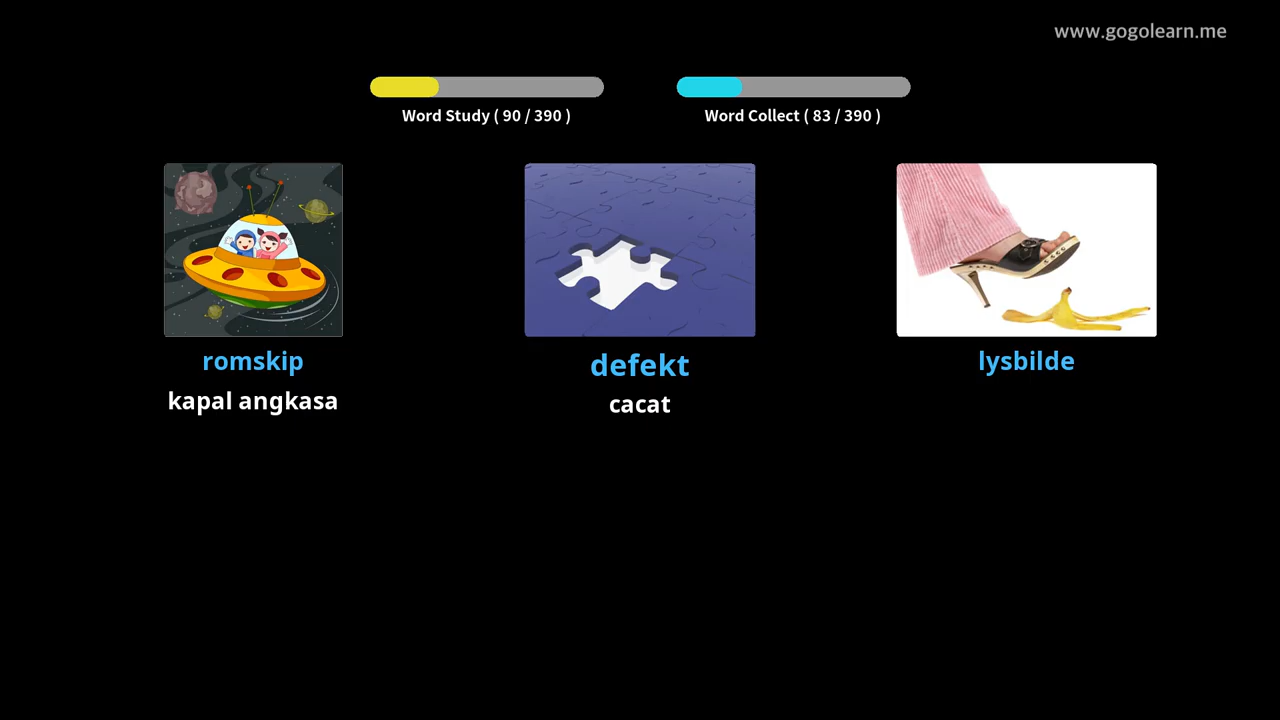 www.gogolearn.me
Word Study ( 90 / 390 )
Word Collect ( 83 / 390 )
romskip
kapal angkasa
defekt
cacat
lysbilde